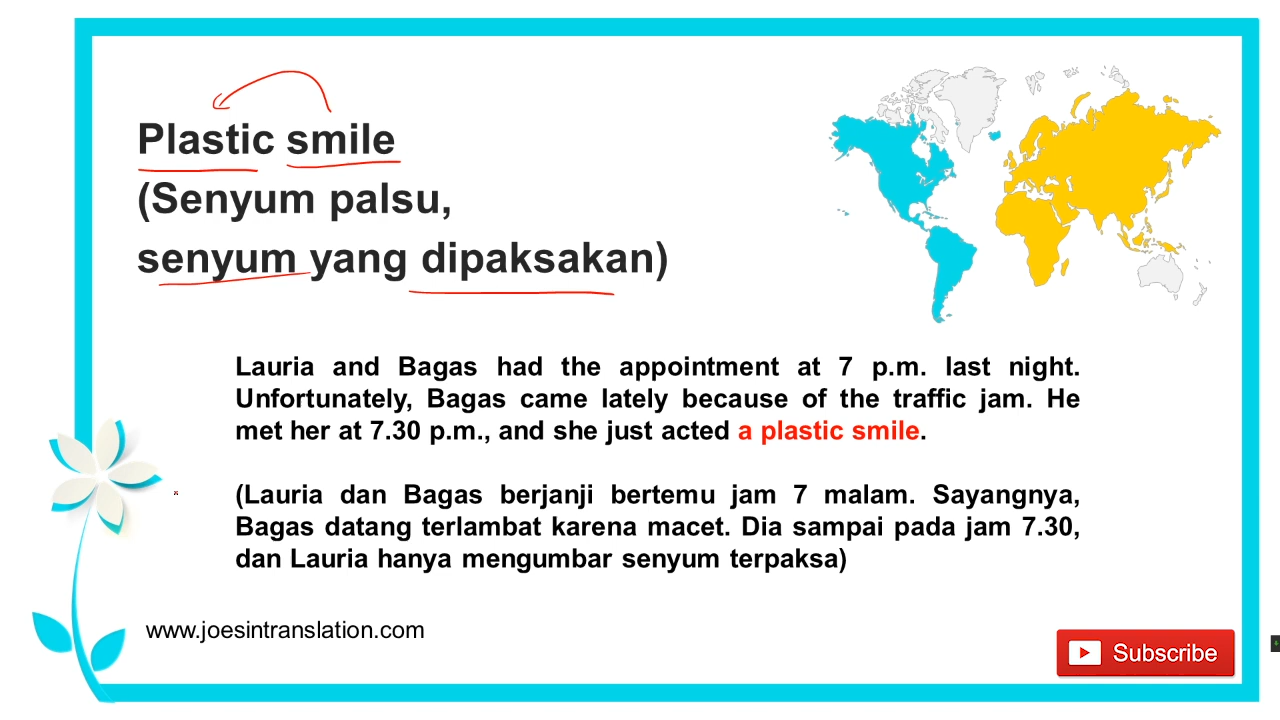 Plastic smile
(Senyum palsu,
senyum yang dipaksakan)
Lauria and Bagas had the appointment at 7 p.m. last night.
Unfortunately, Bagas came lately because of the traffic jam. He
met her at 7.30 p.m., and she just acted a plastic smile.
(Lauria dan Bagas berjanji bertemu jam 7 malam. Sayangnya,
Bagas datang terlambat karena macet. Dia sampai pada jam 7.30,
dan Lauria hanya mengumbar senyum terpaksa)
www.joesintranslation.com
Subscribe